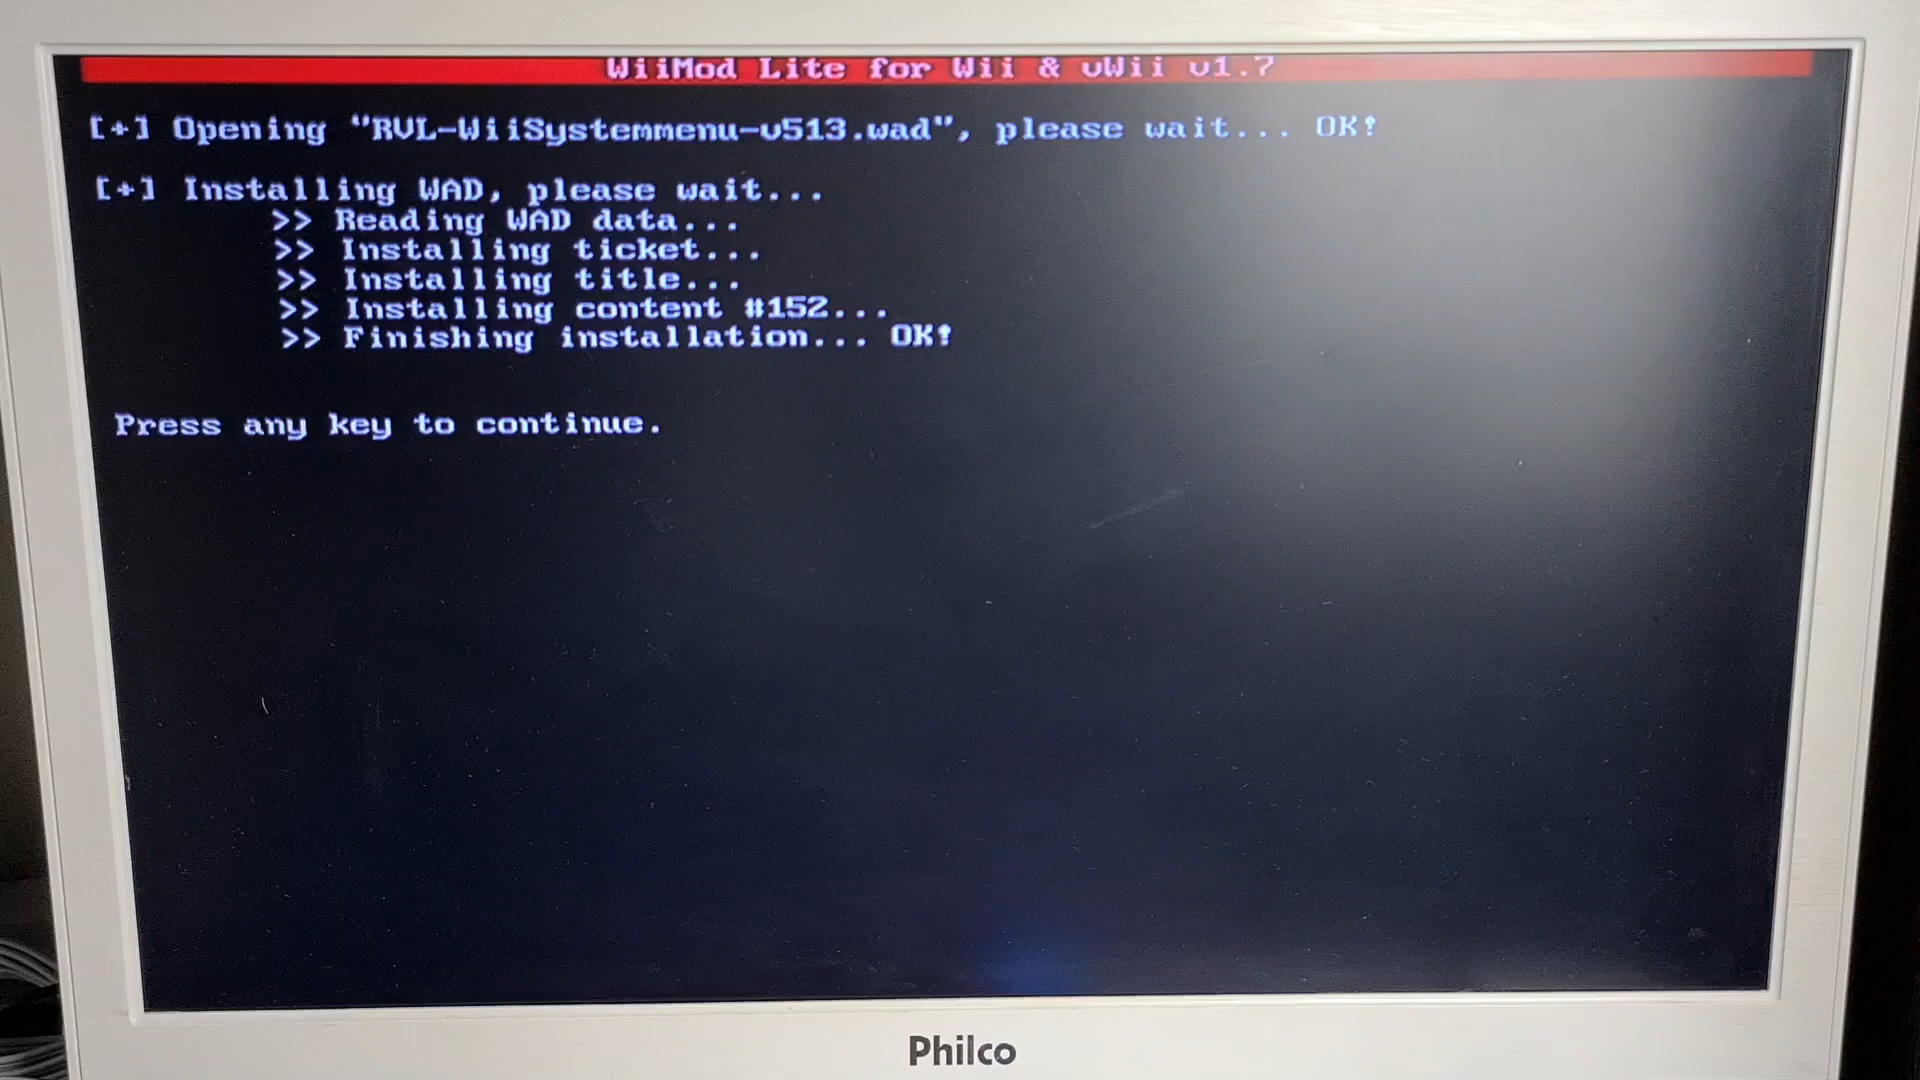 WiiMod Lite for Wii & vWii v1.7
[+] Opening "RVL-WiiSystemmenu-v513.wad", please wait... OK!
[+] Installing WAD, please wait...
>> Reading WAD data...
>> Installing ticket...
>> Installing title...
>> Installing content #152...
>> Finishing installation... OK!
Press any key to continue.
Philco